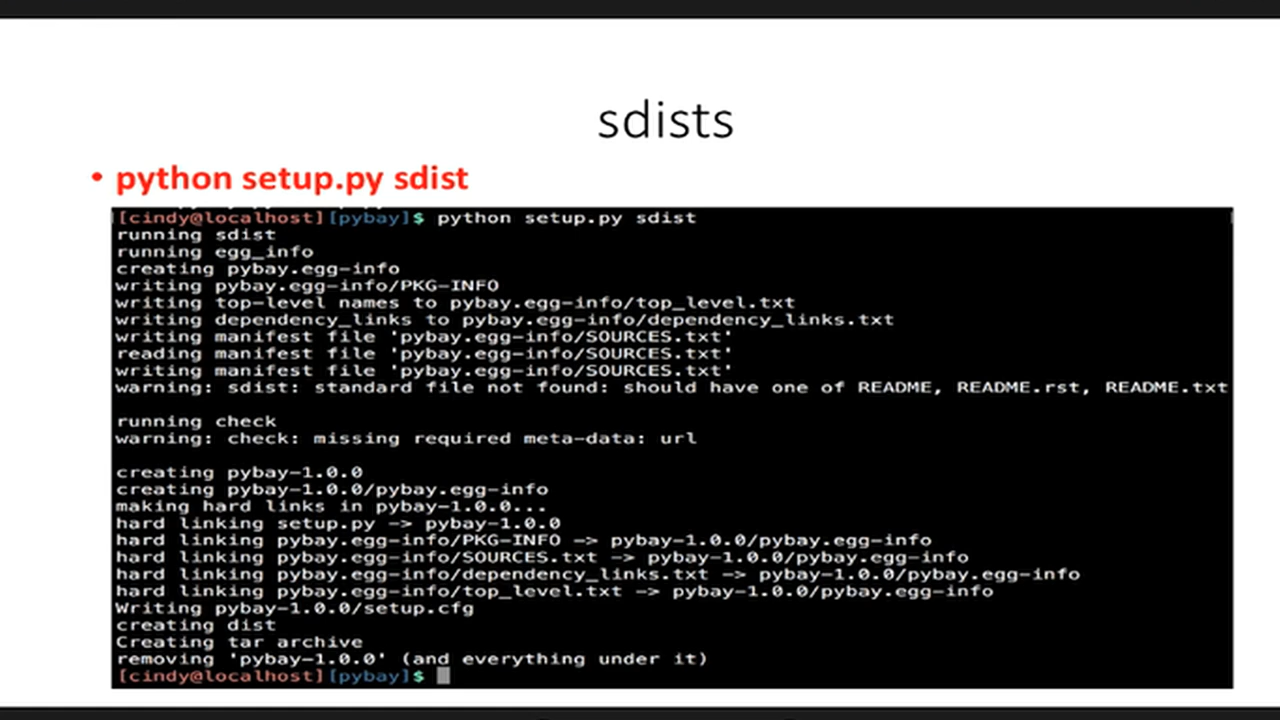 sdists
• python setup.py sdist
[cindy@localhost][pybay]$ python setup.py sdist
running sdist
running egg_info
creating pybay.egg-info
writing pybay.egg-info/PKG-INFO
writing top-level names to pybay.egg-info/top_level.txt
writing dependency_links to pybay.egg-info/dependency_links.txt
writing manifest file 'pybay.egg-info/SOURCES.txt'
reading manifest file 'pybay.egg-info/SOURCES.txt'
writing manifest file 'pybay.egg-info/SOURCES.txt'
warning: sdist: standard file not found: should have one of README, README.rst, README.txt
running check
warning: check: missing required meta-data: url
creating pybay-1.0.0
creating pybay-1.0.0/pybay.egg-info
making hard links in pybay-1.0.0...
hard linking setup.py -> pybay-1.0.0
hard linking pybay.egg-info/PKG-INFO -> pybay-1.0.0/pybay.egg-info
hard linking pybay.egg-info/SOURCES.txt -> pybay-1.0.0/pybay.egg-info
hard linking pybay.egg-info/dependency_links.txt -> pybay-1.0.0/pybay.egg-info
hard linking pybay.egg-info/top_level.txt -> pybay-1.0.0/pybay.egg-info
Writing pybay-1.0.0/setup.cfg
creating dist
Creating tar archive
removing 'pybay-1.0.0' (and everything under it)
[cindy@localhost][pybay]$